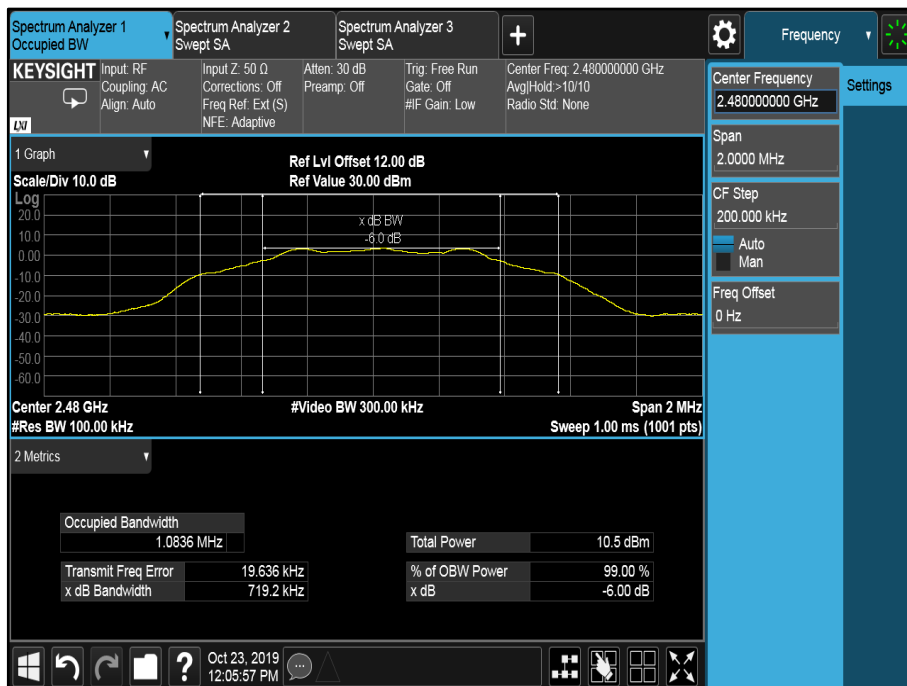 Spectrum Analyzer 1
Occupied BW
Spectrum Analyzer 2
Swept SA
Spectrum Analyzer 3
Swept SA
Frequency
KEYSIGHT
LXI
Input: RF
Coupling: AC
Align: Auto
Input Z: 50 Ω
Corrections: Off
Freq Ref: Ext (S)
NFE: Adaptive
Atten: 30 dB
Preamp: Off
Trig: Free Run
Gate: Off
#IF Gain: Low
Center Freq: 2.480000000 GHz
Avg|Hold:>10/10
Radio Std: None
Center Frequency
2.480000000 GHz
Settings
Span
2.0000 MHz
CF Step
200.000 kHz
Auto
Man
Freq Offset
0 Hz
1 Graph
Scale/Div 10.0 dB
Ref Lvl Offset 12.00 dB
Ref Value 30.00 dBm
Log
20.0
10.0
0.00
-10.0
-20.0
-30.0
-40.0
-50.0
-60.0
x dB BW
-6.0 dB
Center 2.48 GHz
#Video BW 300.00 kHz
Span 2 MHz
#Res BW 100.00 kHz
Sweep 1.00 ms (1001 pts)
2 Metrics
Occupied Bandwidth
1.0836 MHz
Total Power 10.5 dBm
Transmit Freq Error 19.636 kHz
% of OBW Power 99.00 %
x dB Bandwidth 719.2 kHz
x dB -6.00 dB
Oct 23, 2019
12:05:57 PM